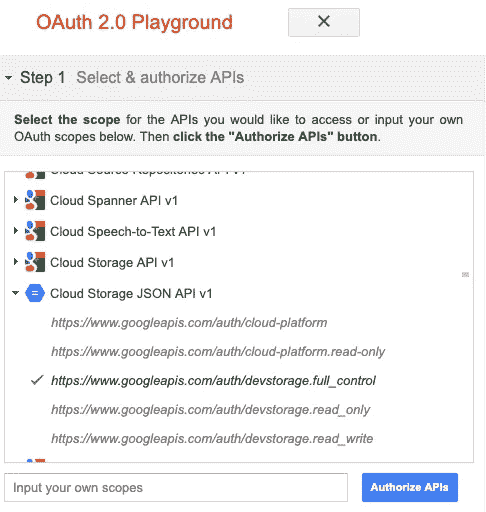 OAuth 2.0 Playground
Step 1 Select & authorize APIs
Select the scope for the APIs you would like to access or input your own
OAuth scopes below. Then click the "Authorize APIs" button.
Cloud Source Repositories API v1
Cloud Spanner API v1
Cloud Speech-to-Text API v1
Cloud Storage API v1
Cloud Storage JSON API v1
https://www.googleapis.com/auth/cloud-platform
https://www.googleapis.com/auth/cloud-platform.read-only
https://www.googleapis.com/auth/devstorage.full_control
https://www.googleapis.com/auth/devstorage.read_only
https://www.googleapis.com/auth/devstorage.read_write
Input your own scopes
Authorize APIs